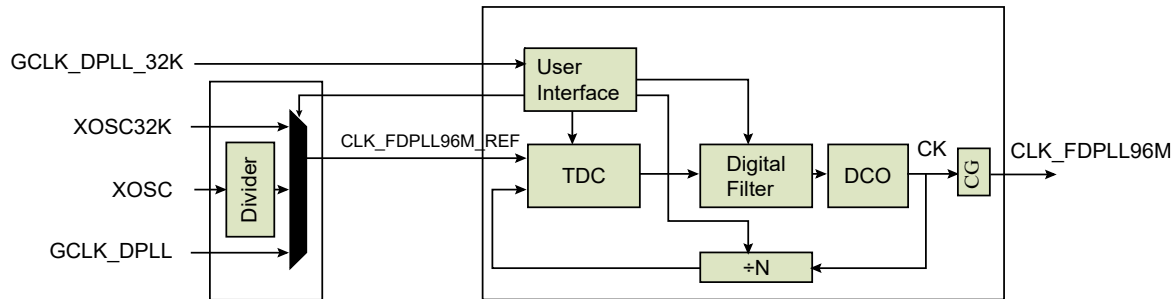 GCLK_DPLL_32K
User
Interface
XOSC32K
CLK_FDPLL96M_REF
XOSC
Divider
TDC
Digital
Filter
DCO
CK
CG
CLK_FDPLL96M
GCLK_DPLL
÷N